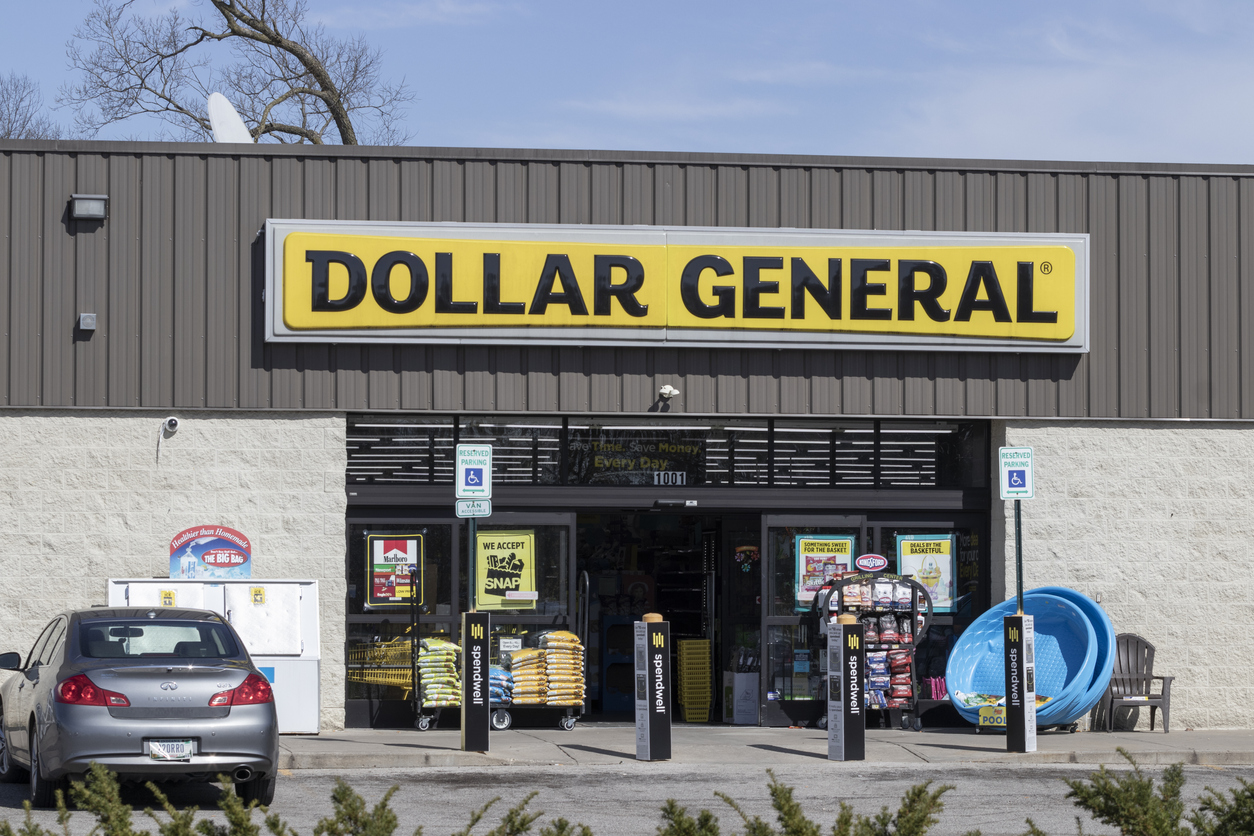 DOLLAR GENERAL®
Save Time. Save Money.
Every Day
1001
RESERVED
PARKING
VAN
ACCESSIBLE
RESERVED
PARKING
Healthier than Homemade
THE BIG BAG
Marlboro
WE ACCEPT
SNAP
SOMETHING SWEET
FOR THE BASKET
KINGSFORD
DEALS BY THE
BASKETFUL
spendwell
spendwell
spendwell
spendwell
POOL